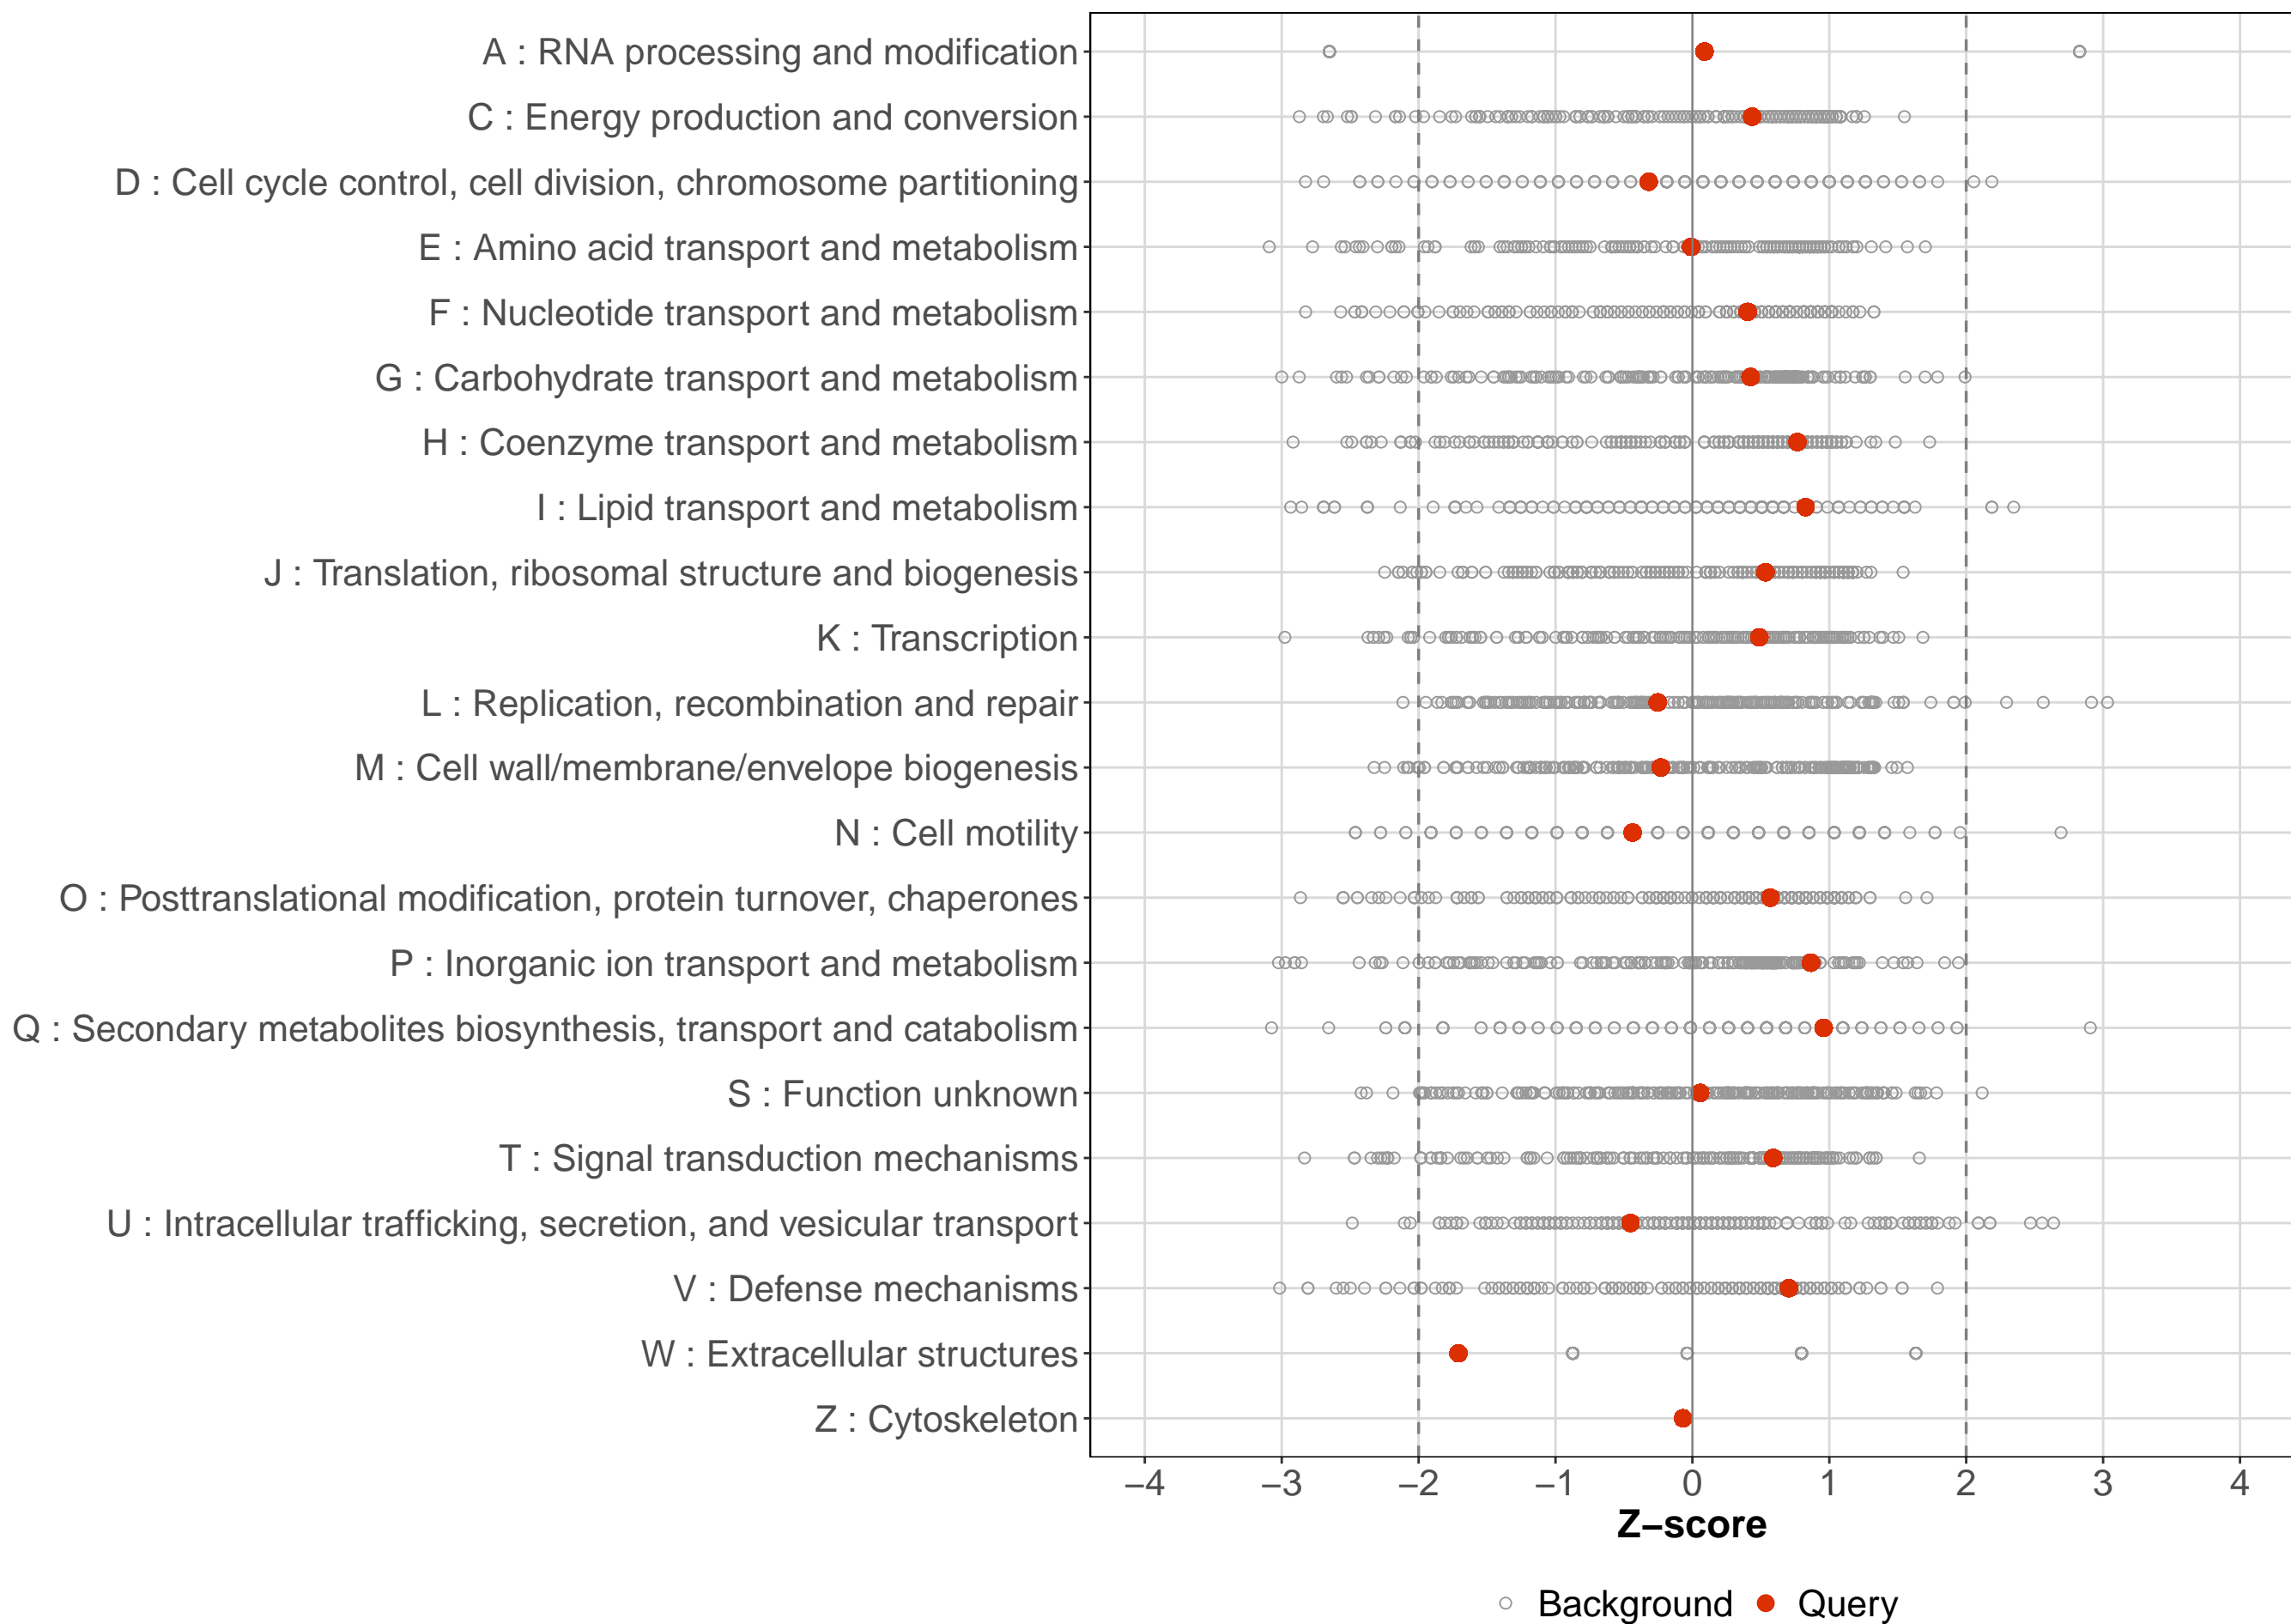 A : RNA processing and modification
C : Energy production and conversion
D : Cell cycle control, cell division, chromosome partitioning
E : Amino acid transport and metabolism
F : Nucleotide transport and metabolism
G : Carbohydrate transport and metabolism
H : Coenzyme transport and metabolism
I : Lipid transport and metabolism
J : Translation, ribosomal structure and biogenesis
K : Transcription
L : Replication, recombination and repair
M : Cell wall/membrane/envelope biogenesis
N : Cell motility
O : Posttranslational modification, protein turnover, chaperones
P : Inorganic ion transport and metabolism
Q : Secondary metabolites biosynthesis, transport and catabolism
S : Function unknown
T : Signal transduction mechanisms
U : Intracellular trafficking, secretion, and vesicular transport
V : Defense mechanisms
W : Extracellular structures
Z : Cytoskeleton
−4 −3 −2 −1 0 1 2 3 4
Z−score
Background Query